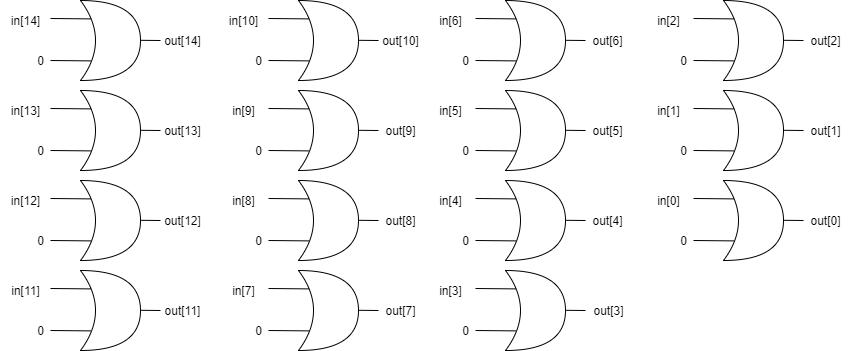 in[14]
0
out[14]
in[13]
0
out[13]
in[12]
0
out[12]
in[11]
0
out[11]
in[10]
0
out[10]
in[9]
0
out[9]
in[8]
0
out[8]
in[7]
0
out[7]
in[6]
0
out[6]
in[5]
0
out[5]
in[4]
0
out[4]
in[3]
0
out[3]
in[2]
0
out[2]
in[1]
0
out[1]
in[0]
0
out[0]